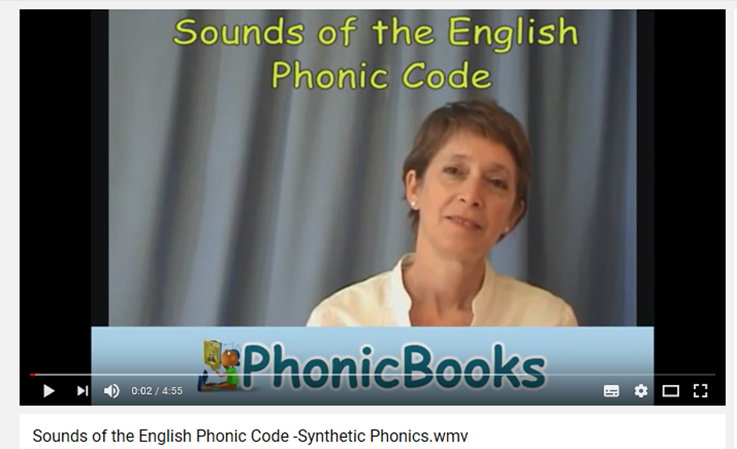 Sounds of the English
Phonic Code
PhonicBooks
0:02 / 4:55
Sounds of the English Phonic Code -Synthetic Phonics.wmv